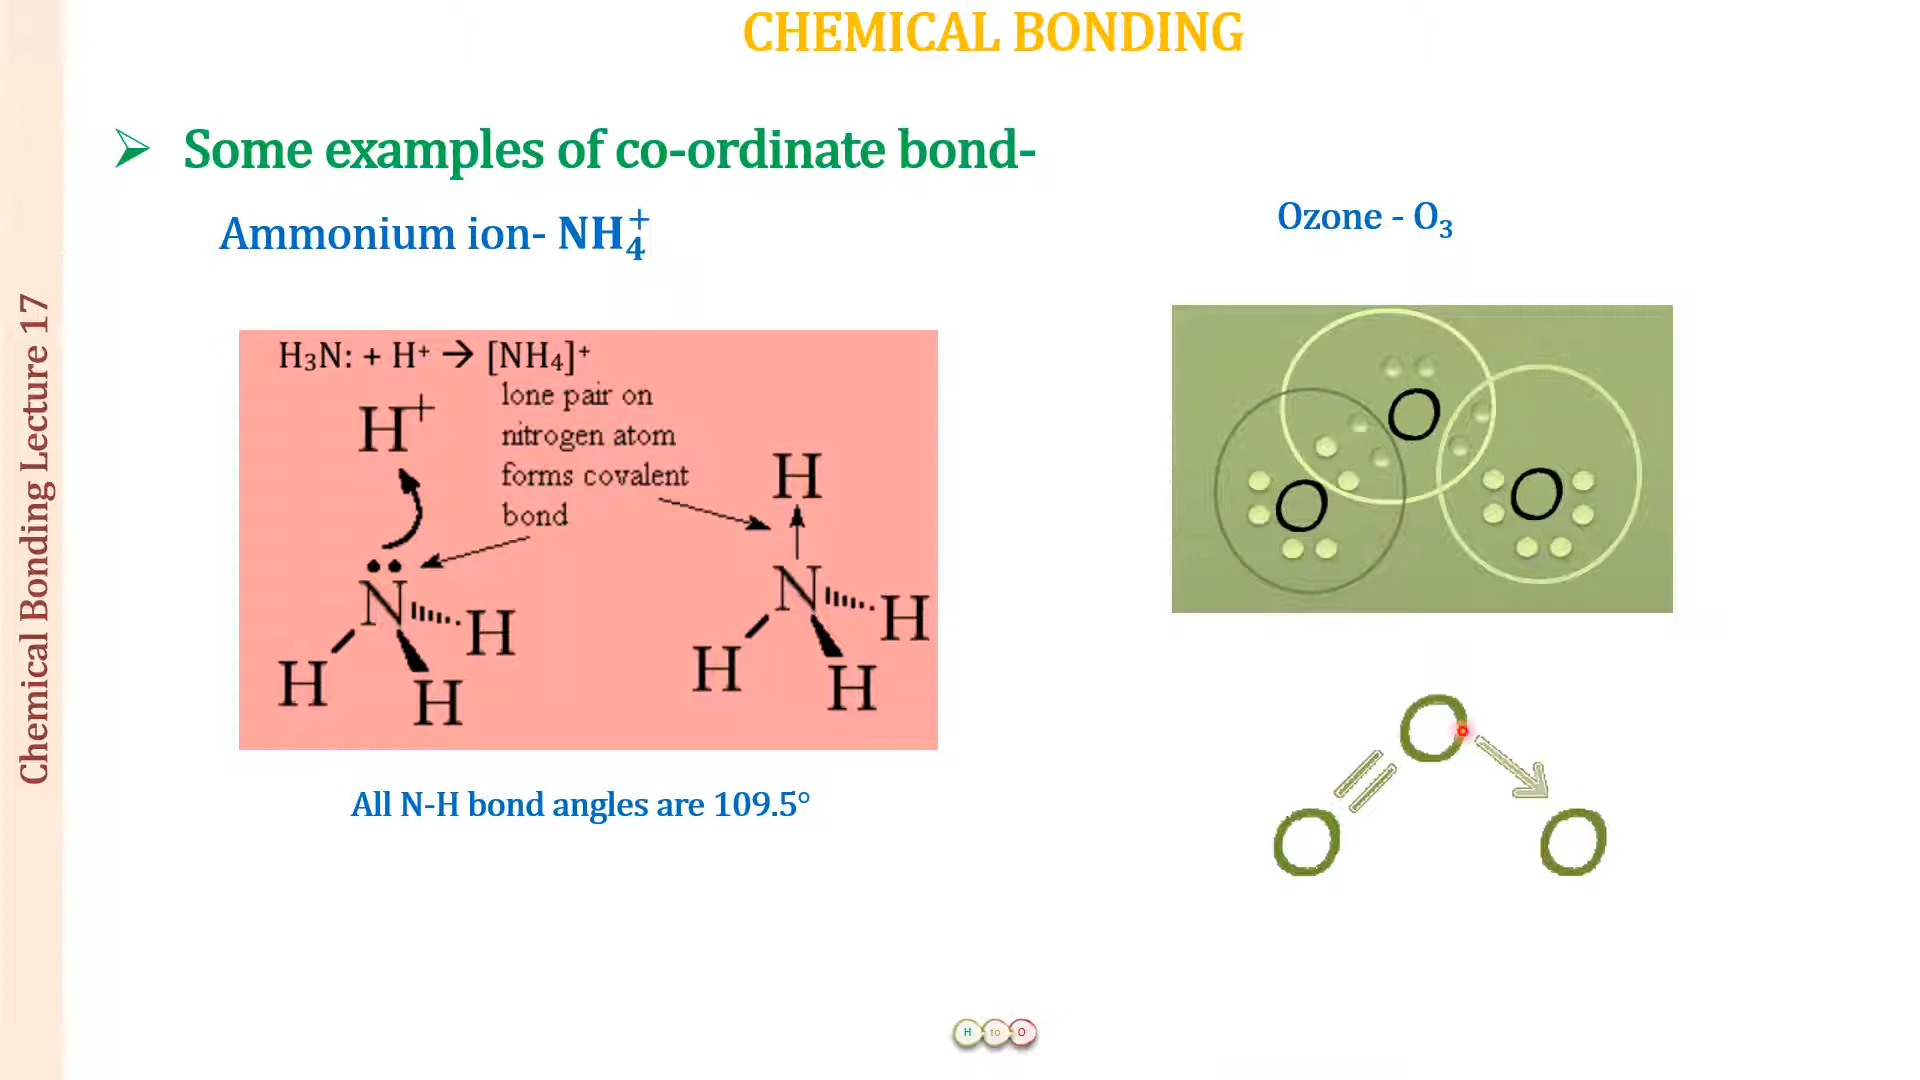 CHEMICAL BONDING
Chemical Bonding Lecture 17
➢ Some examples of co-ordinate bond-
Ammonium ion- NH₄⁺
H₃N: + H⁺ → [NH₄]⁺
lone pair on
nitrogen atom
forms covalent
bond
H⁺
N
H
H
H
H
N
H
H
H
All N-H bond angles are 109.5°
Ozone - O₃
O
O
O
O
O
O
H to O